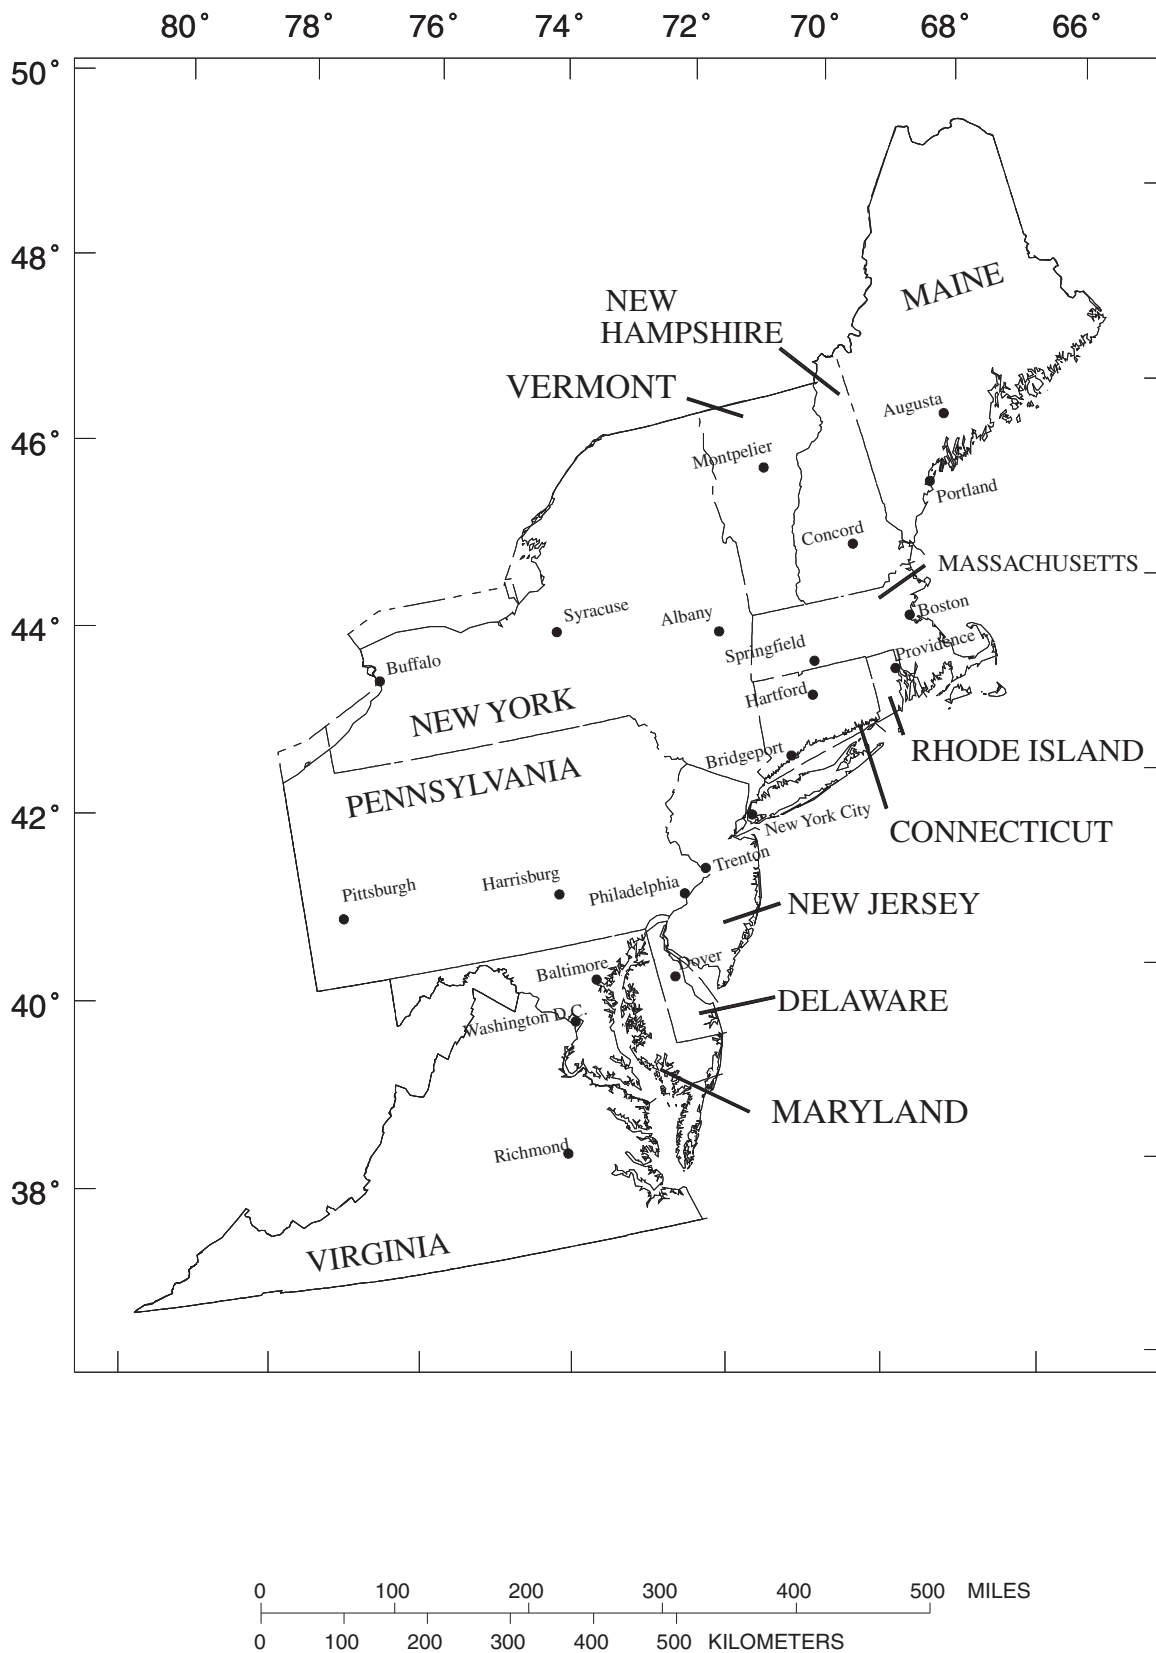 80° 78° 76° 74° 72° 70° 68° 66°
50°
48°
MAINE
NEW
HAMPSHIRE
VERMONT
Augusta
46°
Montpelier
Portland
Concord
MASSACHUSETTS
Syracuse
Albany
Boston
44°
Springfield
Providence
Buffalo
Hartford
NEW YORK
Bridgeport
RHODE ISLAND
PENNSYLVANIA
42°
New York City
CONNECTICUT
Trenton
Pittsburgh
Harrisburg
Philadelphia
NEW JERSEY
Baltimore
Dover
40°
DELAWARE
Washington D.C.
MARYLAND
Richmond
38°
VIRGINIA
0 100 200 300 400 500 MILES
0 100 200 300 400 500 KILOMETERS